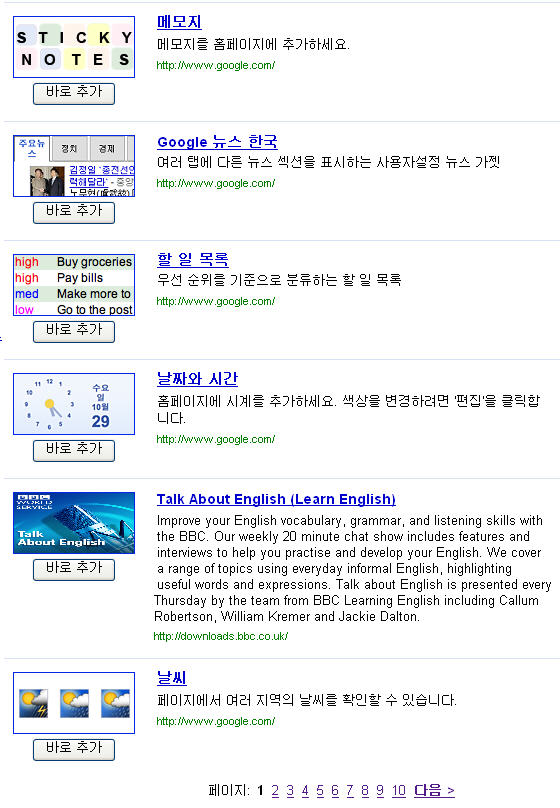 STICKY
NOTES
메모지
메모지를 홈페이지에 추가하세요.
http://www.google.com/
바로 추가
주요뉴스
정치
경제
김정일 '종전선언
력해달라' - 중앙
Google 뉴스 한국
여러 탭에 다른 뉴스 섹션을 표시하는 사용자설정 뉴스 가젯
http://www.google.com/
바로 추가
high Buy groceries
high Pay bills
med Make more to
low Go to the post
할 일 목록
우선 순위를 기준으로 분류하는 할 일 목록
http://www.google.com/
바로 추가
12
11 1
10 2
9 3
8 4
7 5
6
수요
일
10월
29
날짜와 시간
홈페이지에 시계를 추가하세요. 색상을 변경하려면 '편집'을 클릭합
니다.
http://www.google.com/
바로 추가
BBC WORLD
SERVICE
Talk
About English
Talk About English (Learn English)
Improve your English vocabulary, grammar, and listening skills with
the BBC. Our weekly 20 minute chat show includes features and
interviews to help you practise and develop your English. We cover
a range of topics using everyday informal English, highlighting
useful words and expressions. Talk about English is presented every
Thursday by the team from BBC Learning English including Callum
Robertson, William Kremer and Jackie Dalton.
http://downloads.bbc.co.uk/
바로 추가
날씨
페이지에서 여러 지역의 날씨를 확인할 수 있습니다.
http://www.google.com/
바로 추가
페이지: 1 2 3 4 5 6 7 8 9 10 다음 >